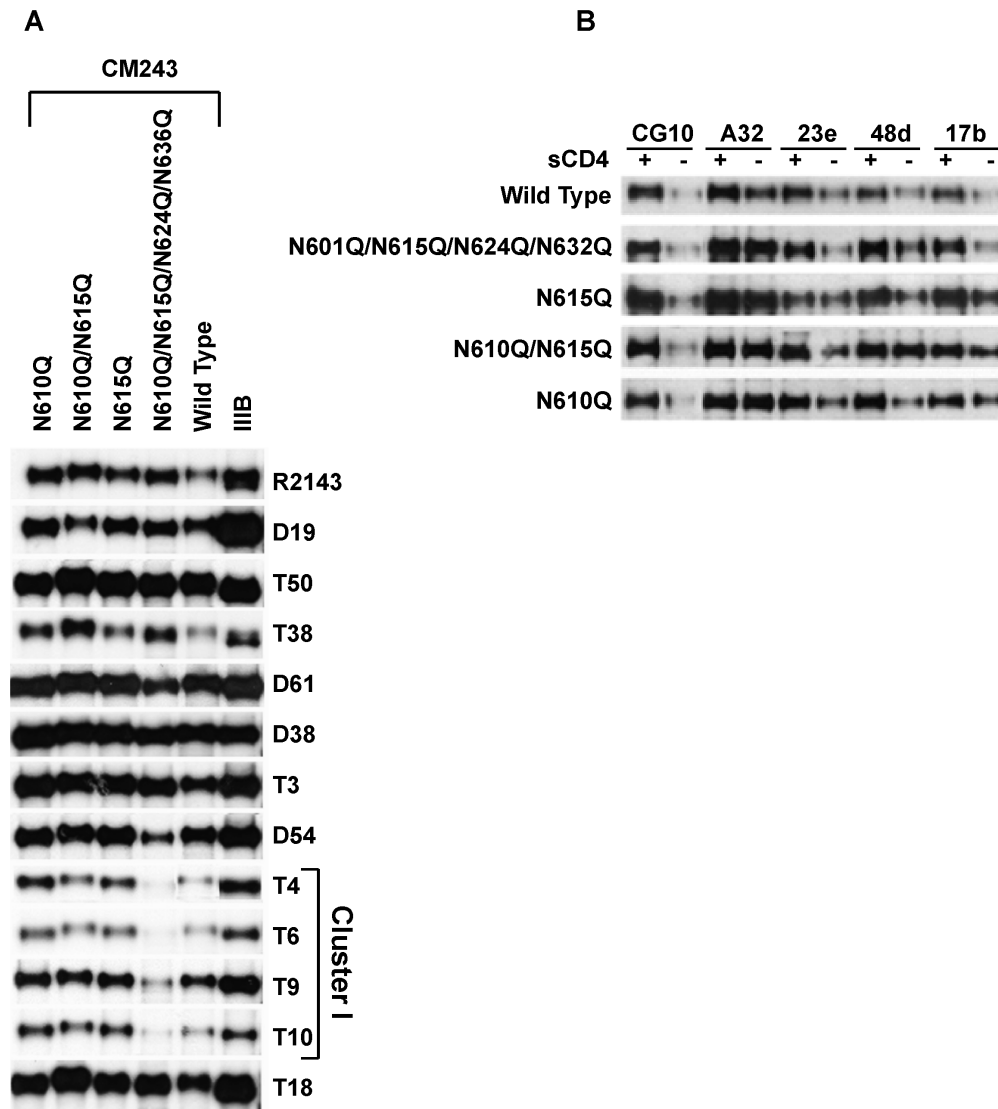 A
CM243
N610Q
N610Q/N615Q
N615Q
N610Q/N615Q/N624Q/N636Q
Wild Type
IIIB
R2143
D19
T50
T38
D61
D38
T3
D54
T4
T6
T9
T10
T18
Cluster I
B
CG10 A32 23e 48d 17b
sCD4 + - + - + - + - + -
Wild Type
N601Q/N615Q/N624Q/N632Q
N615Q
N610Q/N615Q
N610Q